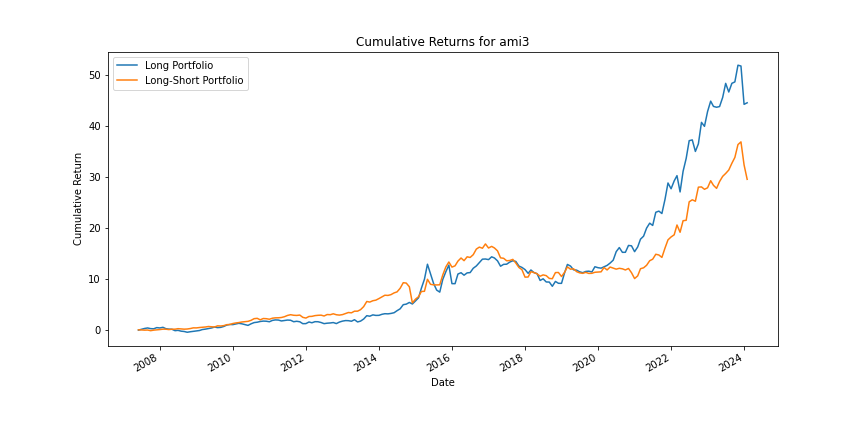 Cumulative Returns for ami3
Long Portfolio
Long-Short Portfolio
Cumulative Return
50
40
30
20
10
0
2008 2010 2012 2014 2016 2018 2020 2022 2024
Date